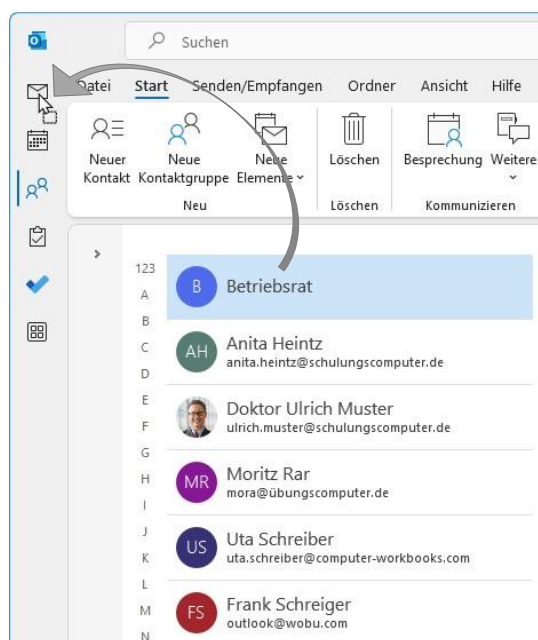 Suchen
Datei Start Senden/Empfangen Ordner Ansicht Hilfe
Neuer Kontakt
Neue Kontaktgruppe
Neue Elemente
Löschen
Besprechung
Weitere
Neu
Löschen
Kommunizieren
123
A
B
C
D
E
F
G
H
I
J
K
L
M
N
B Betriebsrat
AH Anita Heintz
anita.heintz@schulungscomputer.de
Doktor Ulrich Muster
ulrich.muster@schulungscomputer.de
MR Moritz Rar
mora@übungscomputer.de
US Uta Schreiber
uta.schreiber@computer-workbooks.com
FS Frank Schreiger
outlook@wobu.com